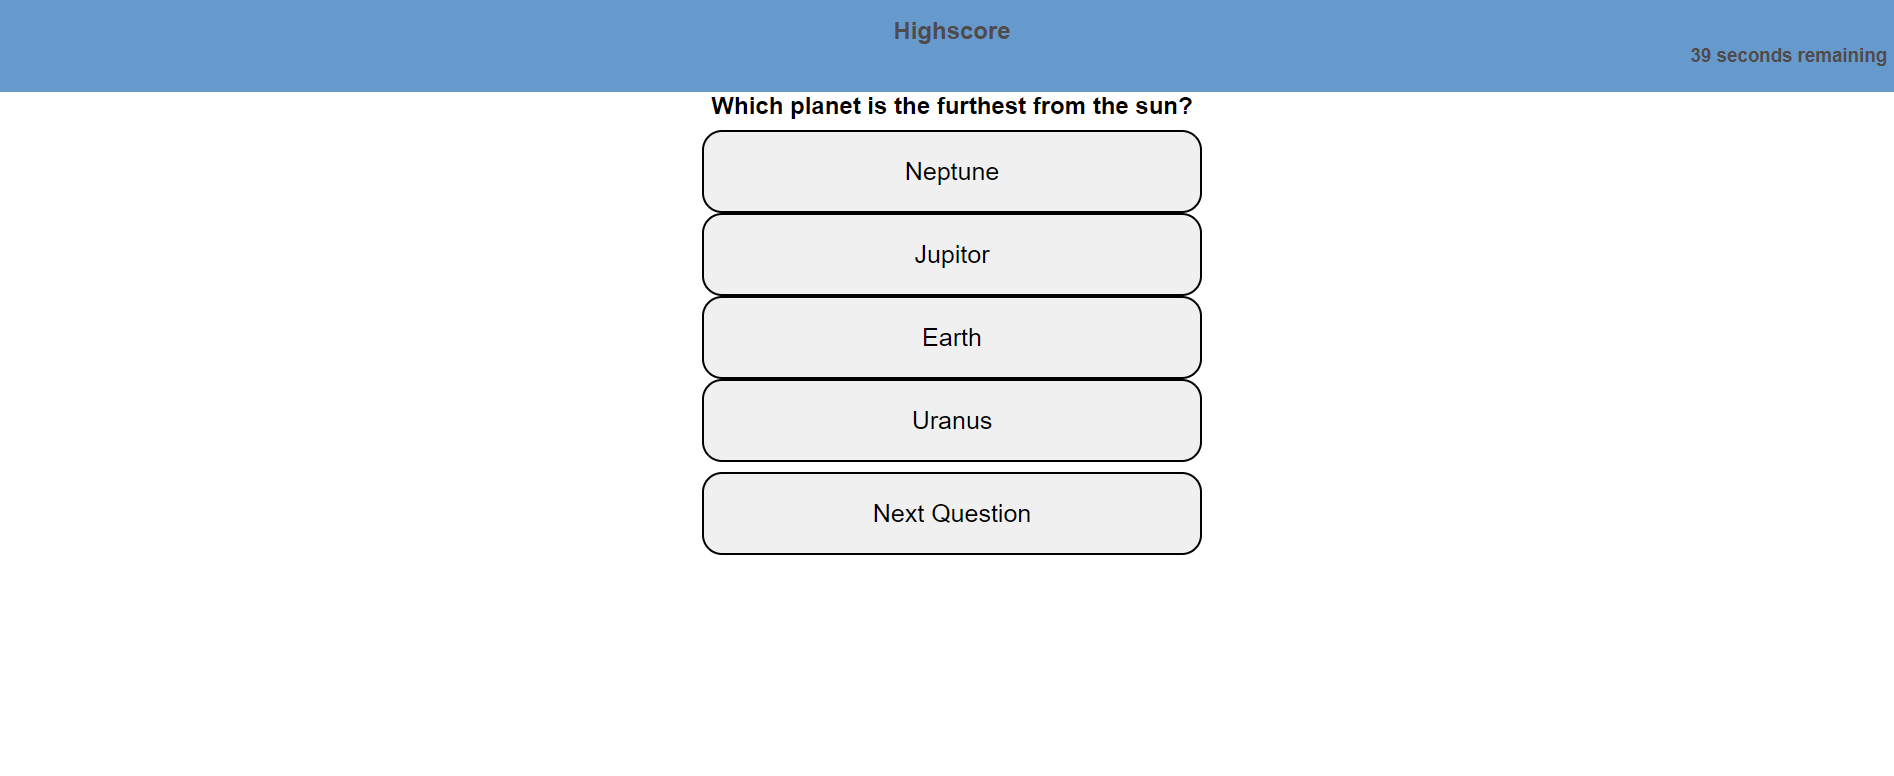 Highscore
39 seconds remaining
Which planet is the furthest from the sun?
Neptune
Jupitor
Earth
Uranus
Next Question